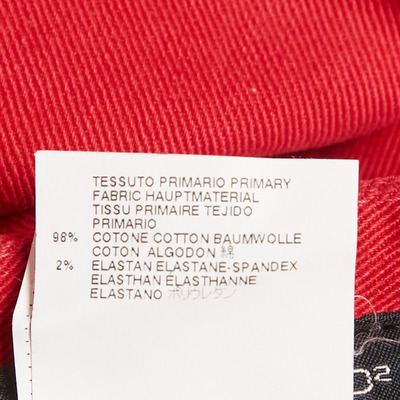 TESSUTO PRIMARIO PRIMARY
FABRIC HAUPTMATERIAL
TISSU PRIMAIRE TEJIDO
PRIMARIO
98% COTONE COTTON BAUMWOLLE
COTON ALGODON 綿
2% ELASTAN ELASTANE-SPANDEX
ELASTHAN ELASTHANNE
ELASTANO ポリウレタン
D²